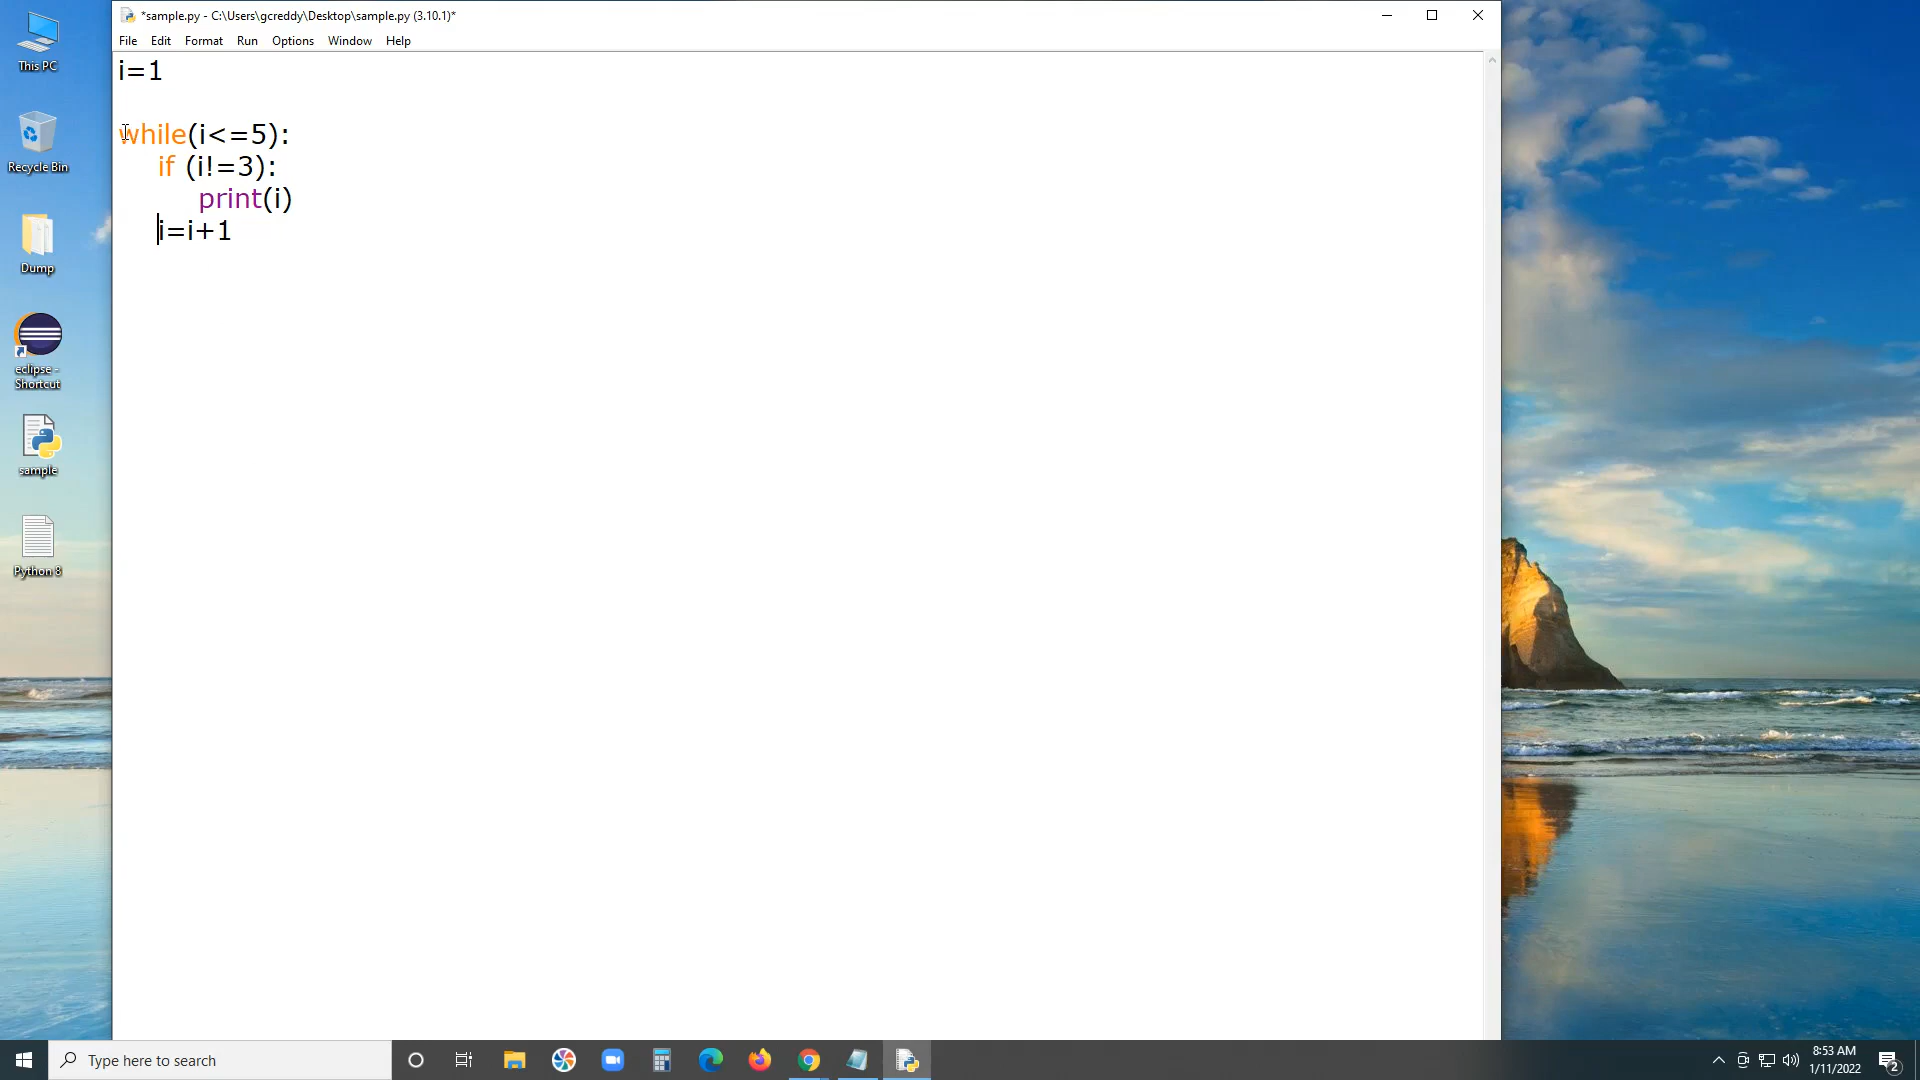 *sample.py - C:\Users\gcreddy\Desktop\sample.py (3.10.1)*
File Edit Format Run Options Window Help
i=1
while(i<=5):
if (i!=3):
print(i)
i=i+1
This PC
Recycle Bin
Dump
eclipse -
Shortcut
sample
Python 8
Type here to search
8:53 AM
1/11/2022
2